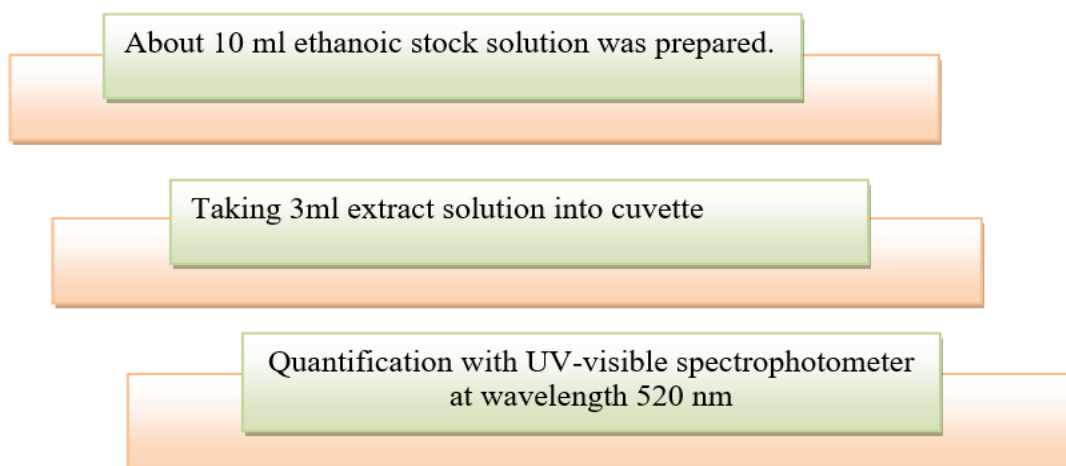 About 10 ml ethanoic stock solution was prepared.
Taking 3ml extract solution into cuvette
Quantification with UV-visible spectrophotometer
at wavelength 520 nm